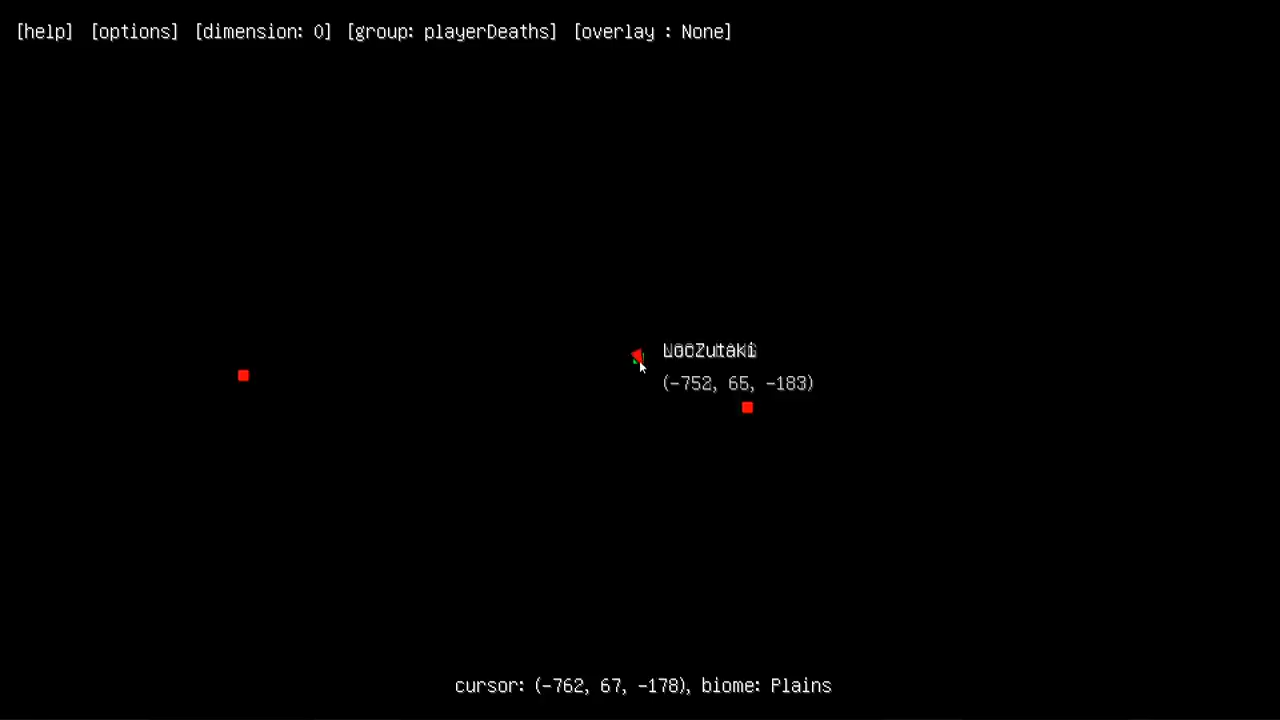 [help] [options] [dimension: 0] [group: playerDeaths] [overlay : None]
(-752, 65, -183)
cursor: (-762, 67, -178), biome: Plains